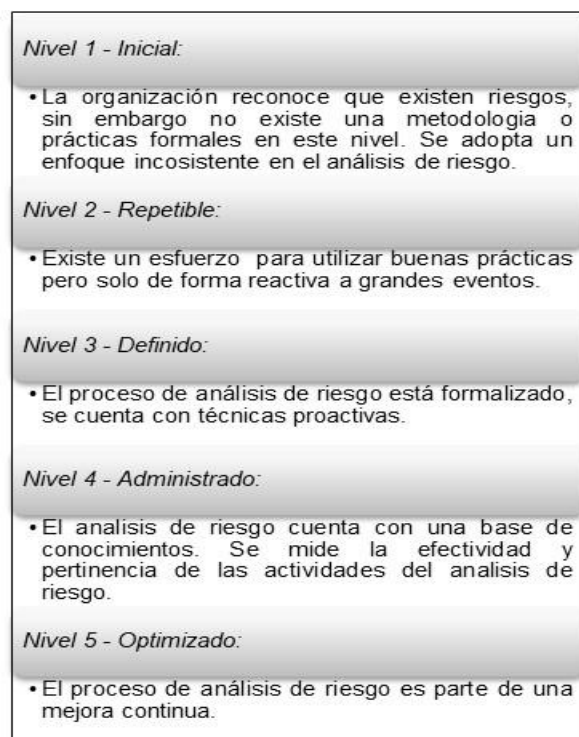 Nivel 1 - Inicial:
• La organización reconoce que existen riesgos,
sin embargo no existe una metodologia o
prácticas formales en este nivel. Se adopta un
enfoque incosistente en el análisis de riesgo.
Nivel 2 - Repetible:
• Existe un esfuerzo para utilizar buenas prácticas
pero solo de forma reactiva a grandes eventos.
Nivel 3 - Definido:
• El proceso de análisis de riesgo está formalizado,
se cuenta con técnicas proactivas.
Nivel 4 - Administrado:
• El analisis de riesgo cuenta con una base de
conocimientos. Se mide la efectividad y
pertinencia de las actividades del analisis de
riesgo.
Nivel 5 - Optimizado:
• El proceso de análisis de riesgo es parte de una
mejora continua.